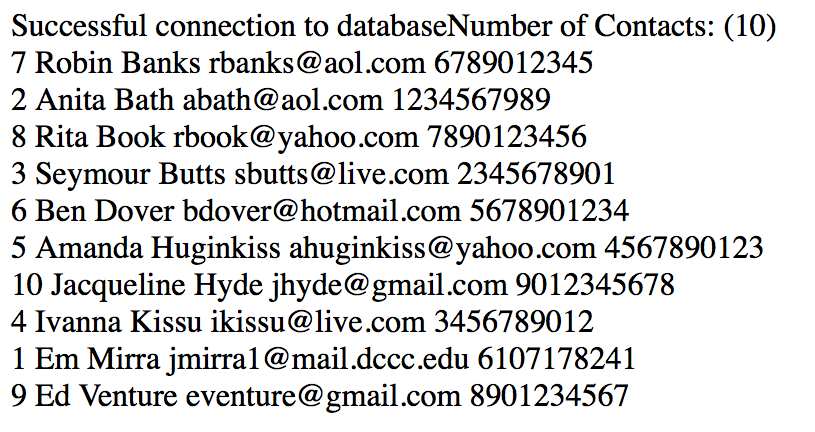 Successful connection to databaseNumber of Contacts: (10)
7 Robin Banks rbanks@aol.com 6789012345
2 Anita Bath abath@aol.com 1234567989
8 Rita Book rbook@yahoo.com 7890123456
3 Seymour Butts sbutts@live.com 2345678901
6 Ben Dover bdover@hotmail.com 5678901234
5 Amanda Huginkiss ahuginkiss@yahoo.com 4567890123
10 Jacqueline Hyde jhyde@gmail.com 9012345678
4 Ivanna Kissu ikissu@live.com 3456789012
1 Em Mirra jmirra1@mail.dccc.edu 6107178241
9 Ed Venture eventure@gmail.com 8901234567